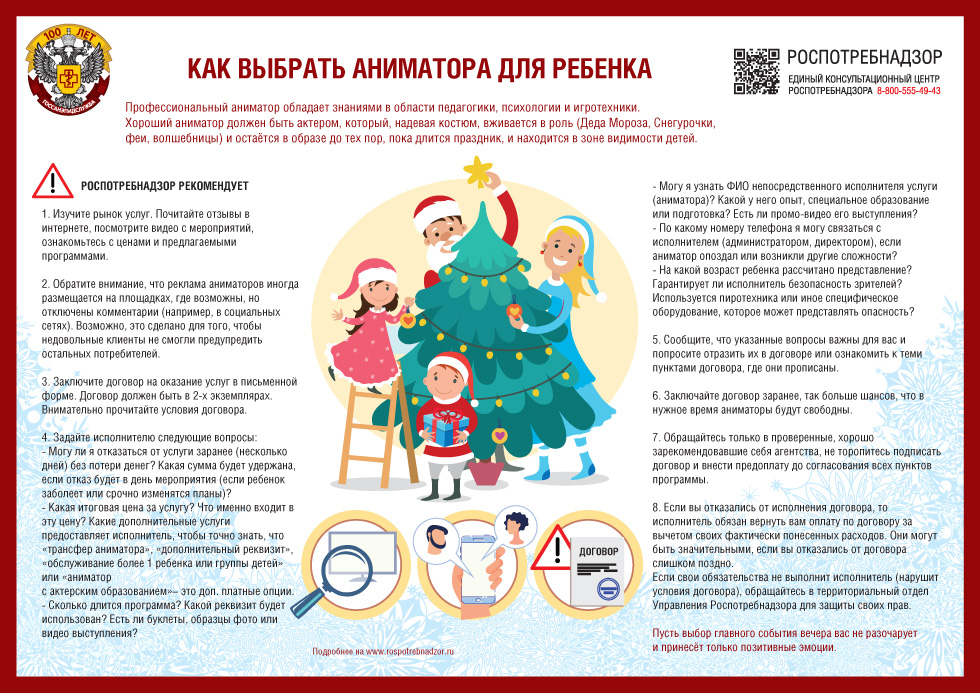 100 ЛЕТ
ГОССАНЭПИДСЛУЖБА
КАК ВЫБРАТЬ АНИМАТОРА ДЛЯ РЕБЕНКА
РОСПОТРЕБНАДЗОР
ЕДИНЫЙ КОНСУЛЬТАЦИОННЫЙ ЦЕНТР
РОСПОТРЕБНАДЗОРА 8-800-555-49-43
Профессиональный аниматор обладает знаниями в области педагогики, психологии и игротехники.
Хороший аниматор должен быть актером, который, надевая костюм, вживается в роль (Деда Мороза, Снегурочки,
феи, волшебницы) и остаётся в образе до тех пор, пока длится праздник, и находится в зоне видимости детей.
РОСПОТРЕБНАДЗОР РЕКОМЕНДУЕТ
1. Изучите рынок услуг. Почитайте отзывы в
интернете, посмотрите видео с мероприятий,
ознакомьтесь с ценами и предлагаемыми
программами.
2. Обратите внимание, что реклама аниматоров иногда
размещается на площадках, где возможны, но
отключены комментарии (например, в социальных
сетях). Возможно, это сделано для того, чтобы
недовольные клиенты не смогли предупредить
остальных потребителей.
3. Заключите договор на оказание услуг в письменной
форме. Договор должен быть в 2-х экземплярах.
Внимательно прочитайте условия договора.
4. Задайте исполнителю следующие вопросы:
- Могу ли я отказаться от услуги заранее (несколько
дней) без потери денег? Какая сумма будет удержана,
если отказ будет в день мероприятия (если ребенок
заболеет или срочно изменятся планы)?
- Какая итоговая цена за услугу? Что именно входит в
эту цену? Какие дополнительные услуги
предоставляет исполнитель, чтобы точно знать, что
«трансфер аниматора», «дополнительный реквизит»,
«обслуживание более 1 ребенка или группы детей»
или «аниматор
с актерским образованием»– это доп. платные опции.
- Сколько длится программа? Какой реквизит будет
использован? Есть ли буклеты, образцы фото или
видео выступления?
- Могу я узнать ФИО непосредственного исполнителя услуги
(аниматора)? Какой у него опыт, специальное образование
или подготовка? Есть ли промо-видео его выступления?
- По какому номеру телефона я могу связаться с
исполнителем (администратором, директором), если
аниматор опоздал или возникли другие сложности?
- На какой возраст ребенка рассчитано представление?
Гарантирует ли исполнитель безопасность зрителей?
Используется пиротехника или иное специфическое
оборудование, которое может представлять опасность?
5. Сообщите, что указанные вопросы важны для вас и
попросите отразить их в договоре или ознакомить к теми
пунктами договора, где они прописаны.
6. Заключайте договор заранее, так больше шансов, что в
нужное время аниматоры будут свободны.
7. Обращайтесь только в проверенные, хорошо
зарекомендовавшие себя агентства, не торопитесь подписать
договор и внести предоплату до согласования всех пунктов
программы.
8. Если вы отказались от исполнения договора, то
исполнитель обязан вернуть вам оплату по договору за
вычетом своих фактически понесенных расходов. Они могут
быть значительными, если вы отказались от договора
слишком поздно.
Если свои обязательства не выполнит исполнитель (нарушит
условия договора), обращайтесь в территориальный отдел
Управления Роспотребнадзора для защиты своих прав.
Пусть выбор главного события вечера вас не разочарует
и принесёт только позитивные эмоции.
ДОГОВОР
Подробнее на www.rospotrebnadzor.ru